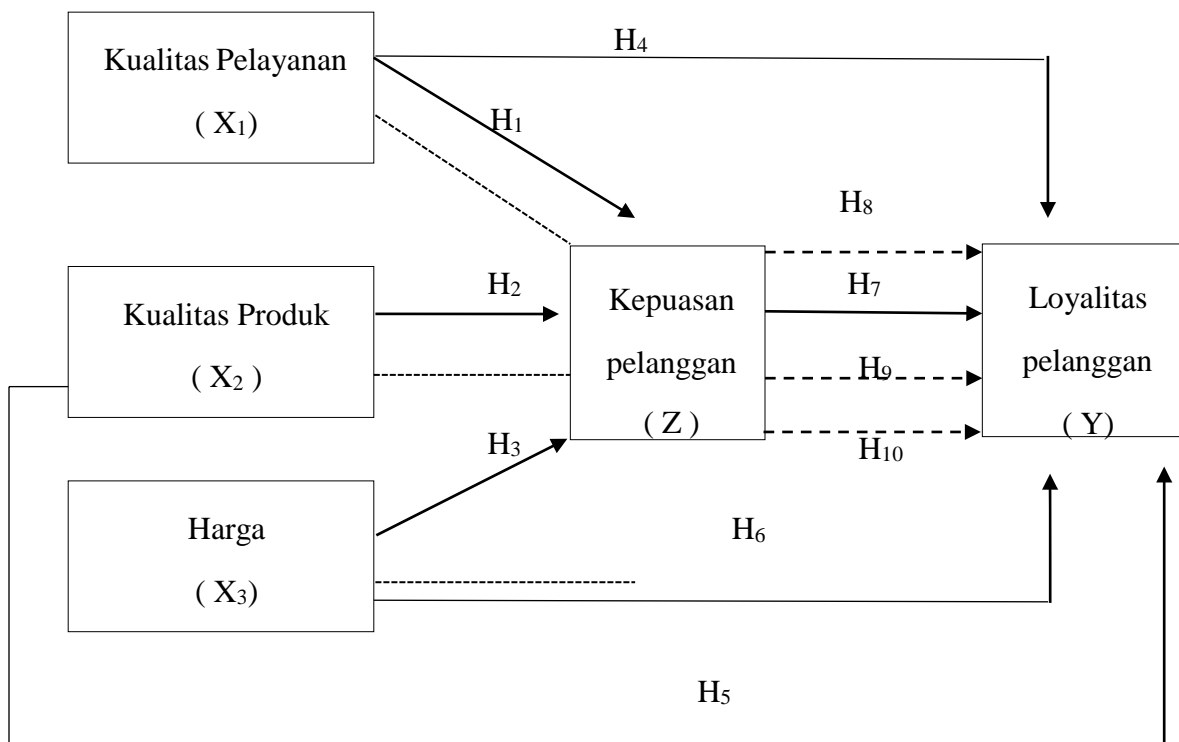 Kualitas Pelayanan
( X₁)
H₄
H₁
Kualitas Produk
( X₂ )
H₂
H₃
Harga
( X₃)
Kepuasan
pelanggan
( Z )
H₈
H₇
H₉
H₁₀
Loyalitas
pelanggan
( Y)
H₆
H₅